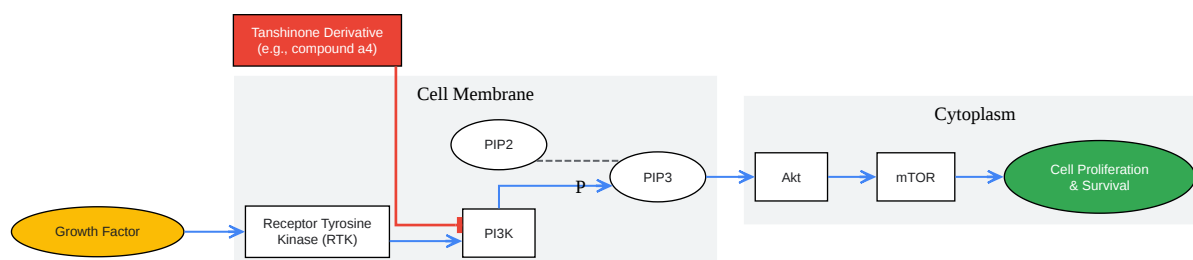 Tanshinone Derivative
(e.g., compound a4)
Cell Membrane
Cytoplasm
PIP2
PIP3
P
Akt
mTOR
Cell Proliferation
& Survival
Growth Factor
Receptor Tyrosine
Kinase (RTK)
PI3K